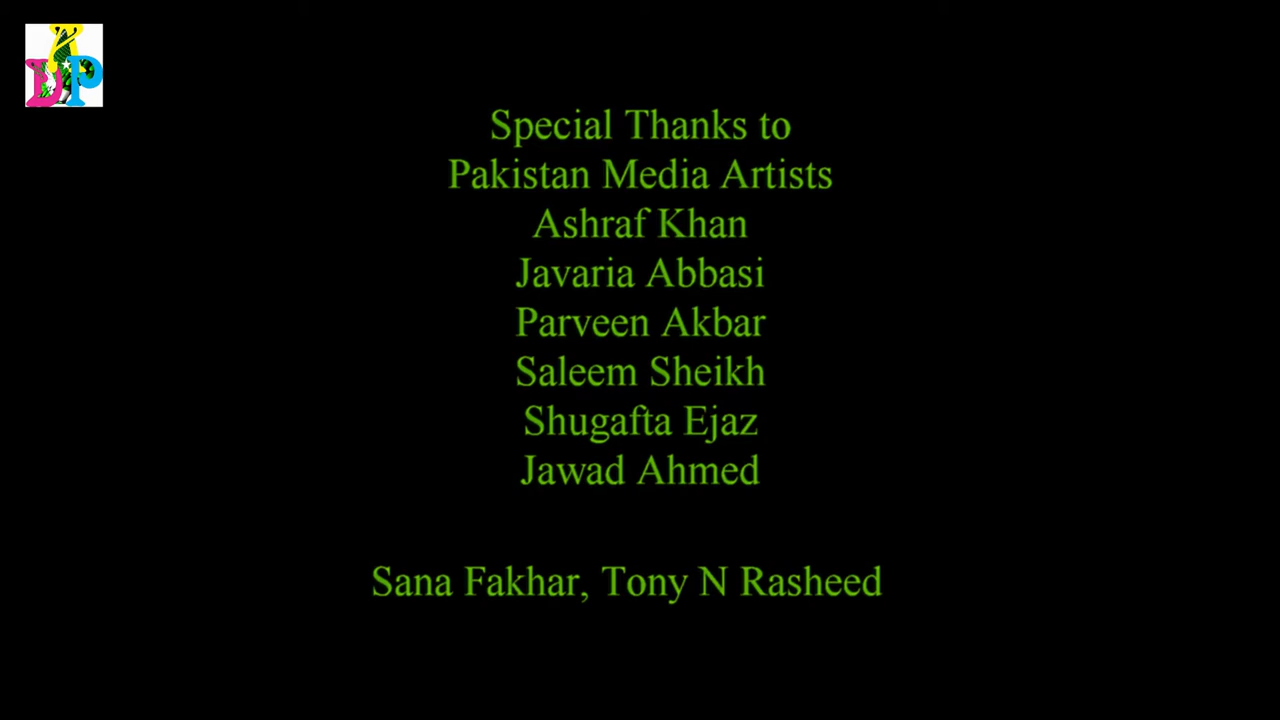 DAP
Special Thanks to
Pakistan Media Artists
Ashraf Khan
Javaria Abbasi
Parveen Akbar
Saleem Sheikh
Shugafta Ejaz
Jawad Ahmed
Sana Fakhar, Tony N Rasheed